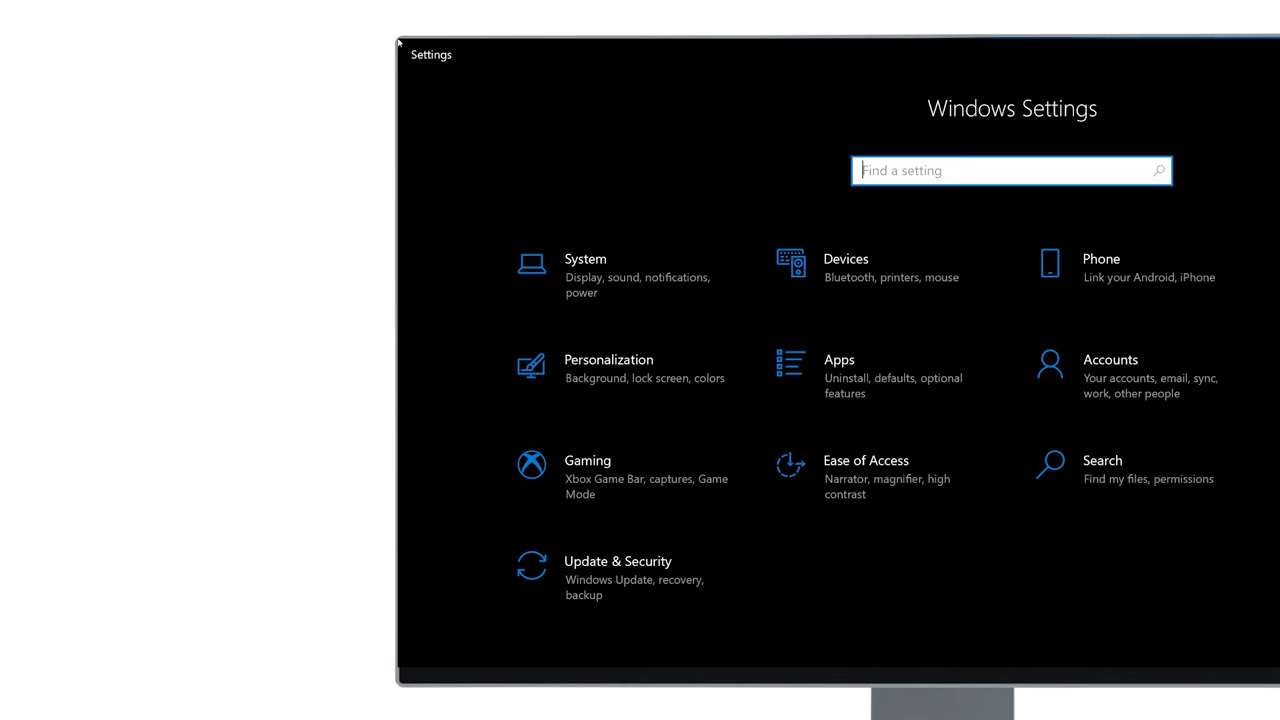 Settings
Windows Settings
Find a setting
System
Display, sound, notifications,
power
Devices
Bluetooth, printers, mouse
Phone
Link your Android, iPhone
Personalization
Background, lock screen, colors
Apps
Uninstall, defaults, optional
features
Accounts
Your accounts, email, sync,
work, other people
Gaming
Xbox Game Bar, captures, Game
Mode
Ease of Access
Narrator, magnifier, high
contrast
Search
Find my files, permissions
Update & Security
Windows Update, recovery,
backup